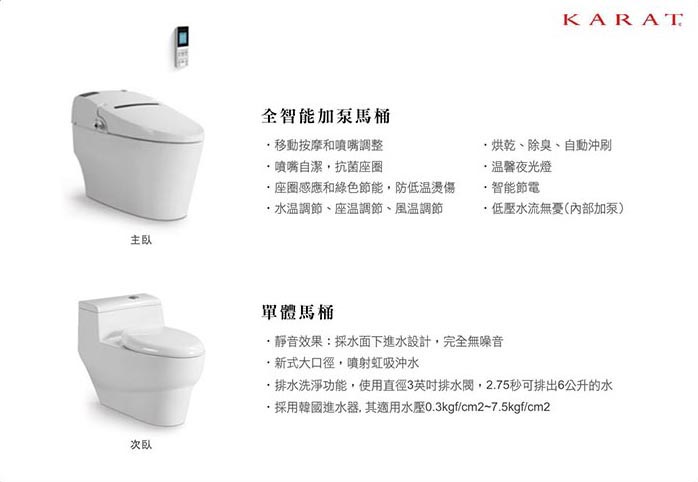 KARAT
全智能加泵馬桶
・移動按摩和噴嘴調整
・噴嘴自潔，抗菌座圈
・座圈感應和綠色節能，防低温燙傷
・水温調節、座温調節、風温調節
・烘乾、除臭、自動沖刷
・温馨夜光燈
・智能節電
・低壓水流無憂(內部加泵)
主臥
單體馬桶
・靜音效果：採水面下進水設計，完全無噪音
・新式大口徑，噴射虹吸沖水
・排水洗淨功能，使用直徑3英吋排水閥，2.75秒可排出6公升的水
・採用韓國進水器, 其適用水壓0.3kgf/cm2~7.5kgf/cm2
次臥